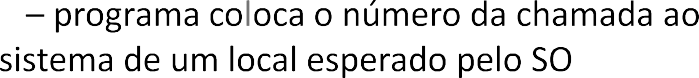 – programa coloca o número da chamada ao
sistema de um local esperado pelo SO